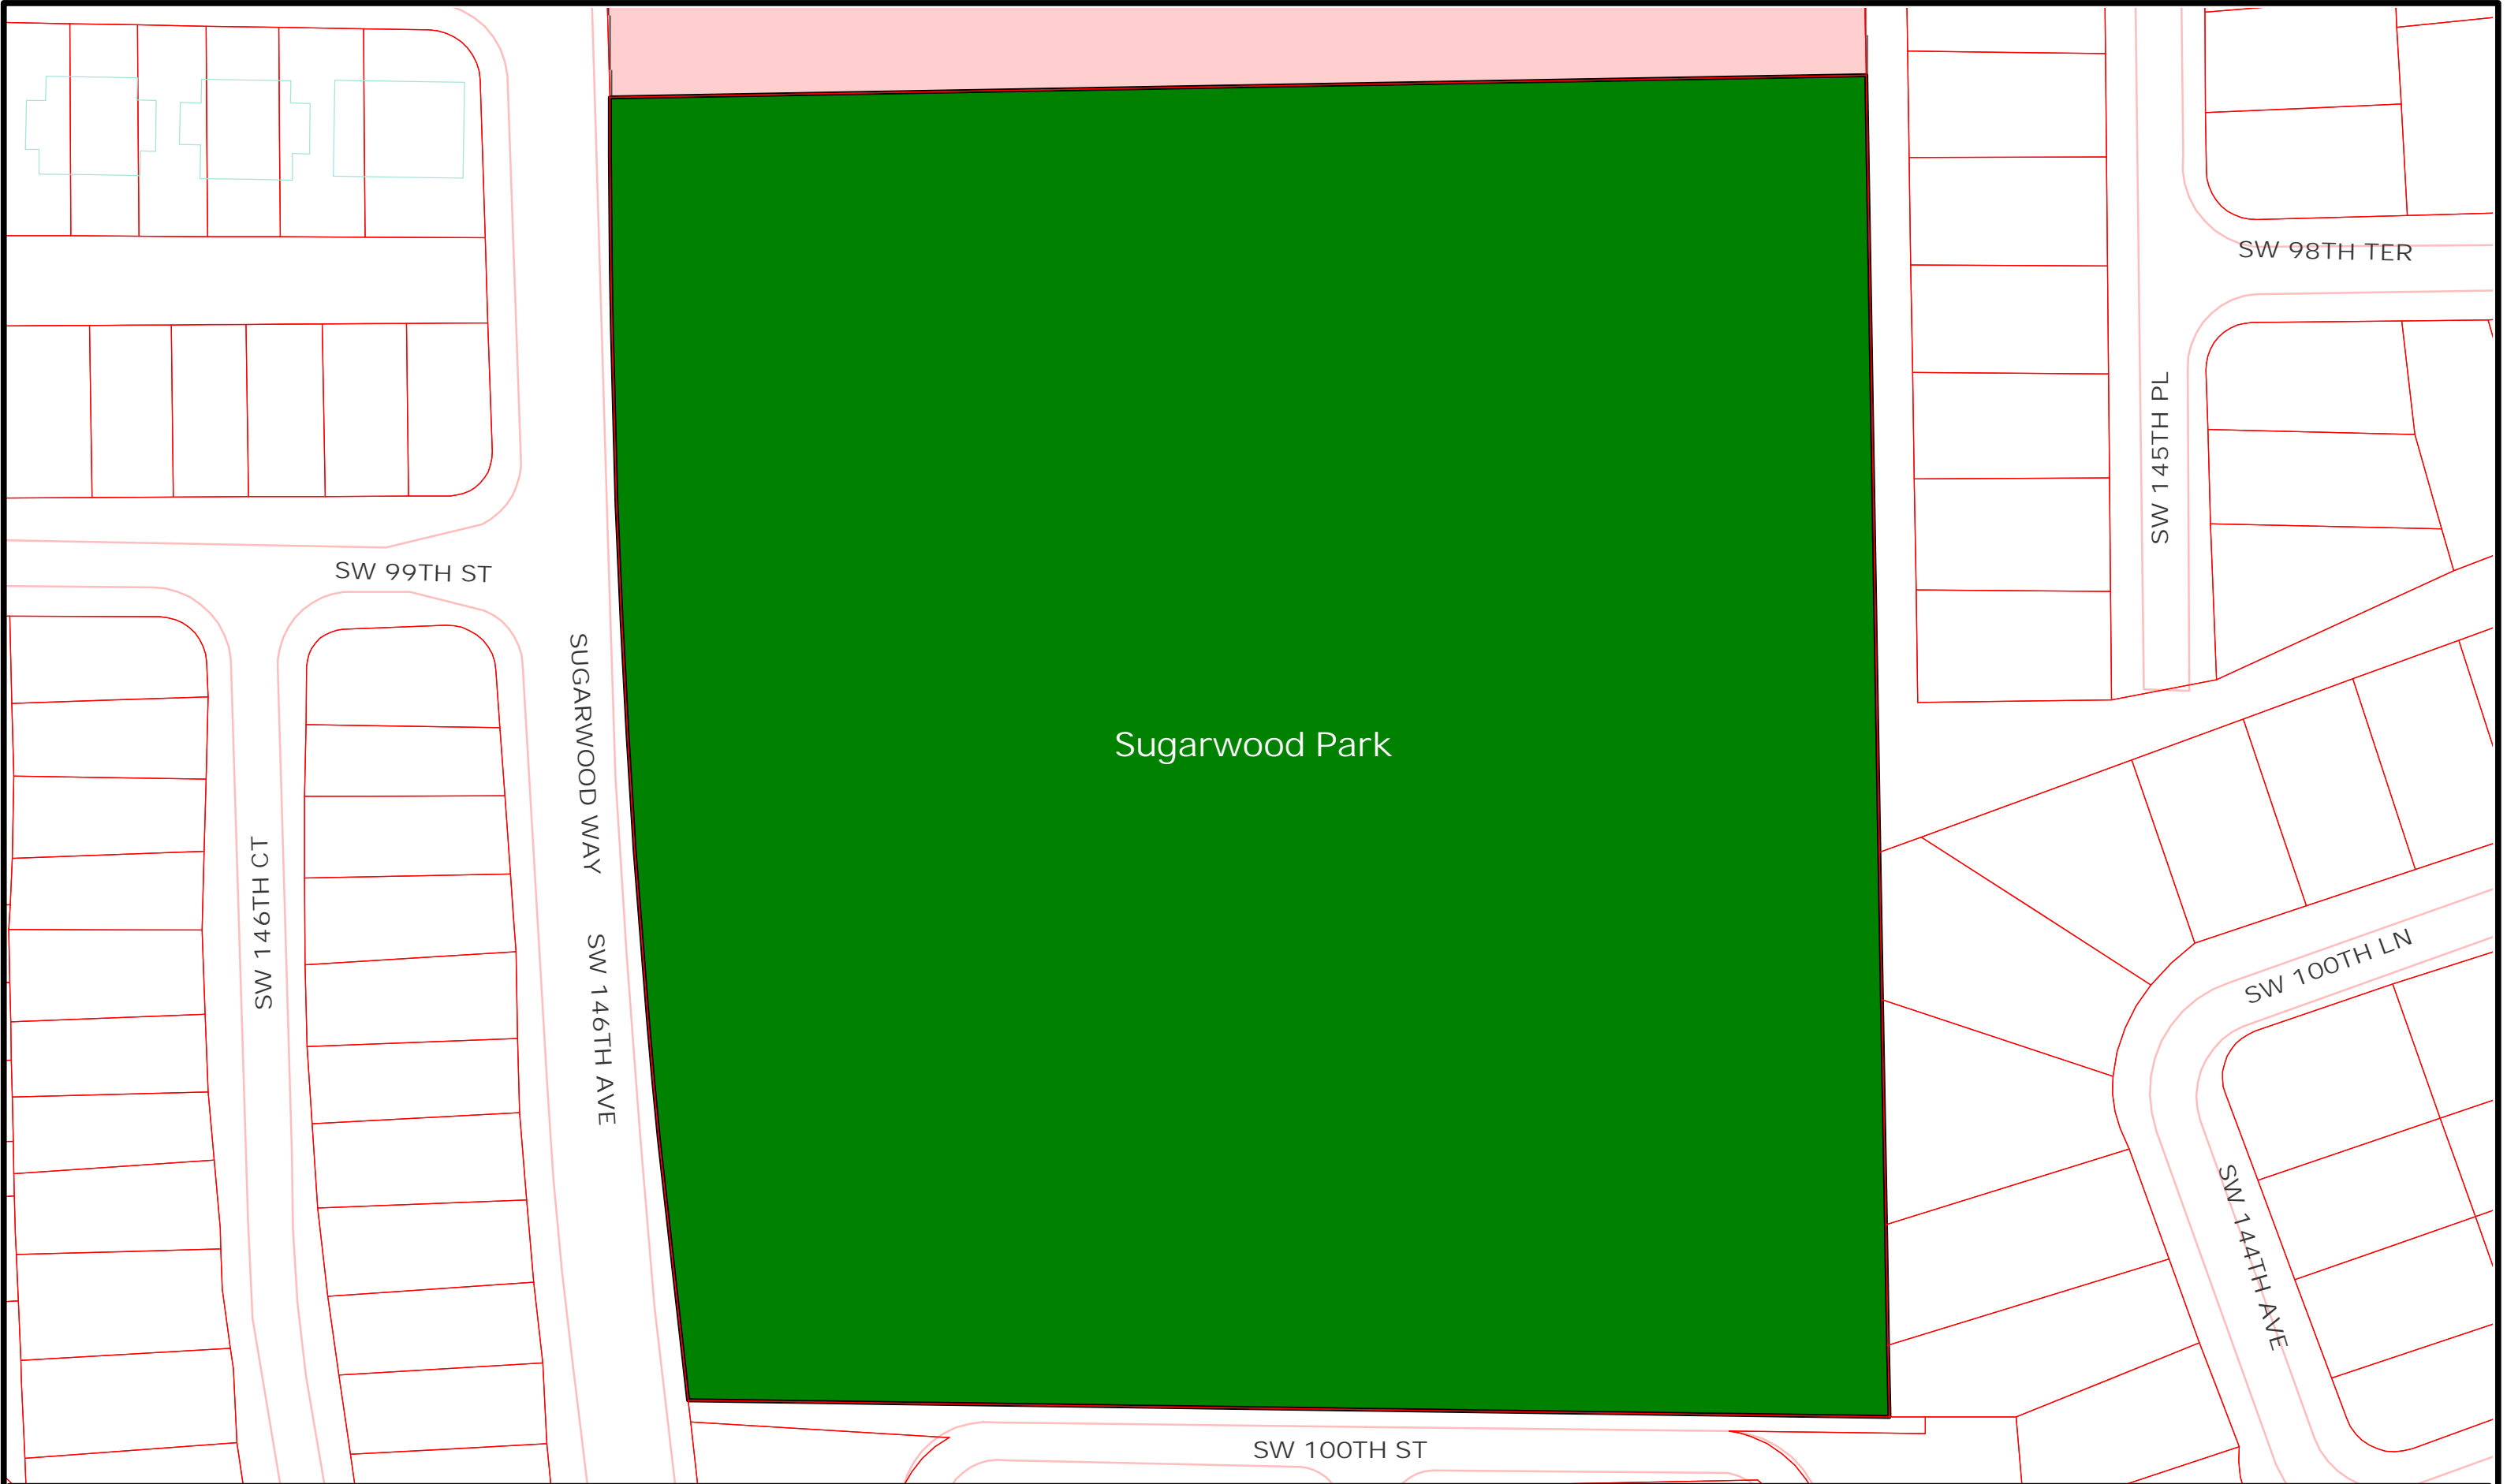 SW 98TH TER
SW 145TH PL
SW 99TH ST
SUGARWOOD WAY
Sugarwood Park
SW 146TH CT
SW 146TH AVE
SW 100TH LN
SW 144TH AVE
SW 100TH ST